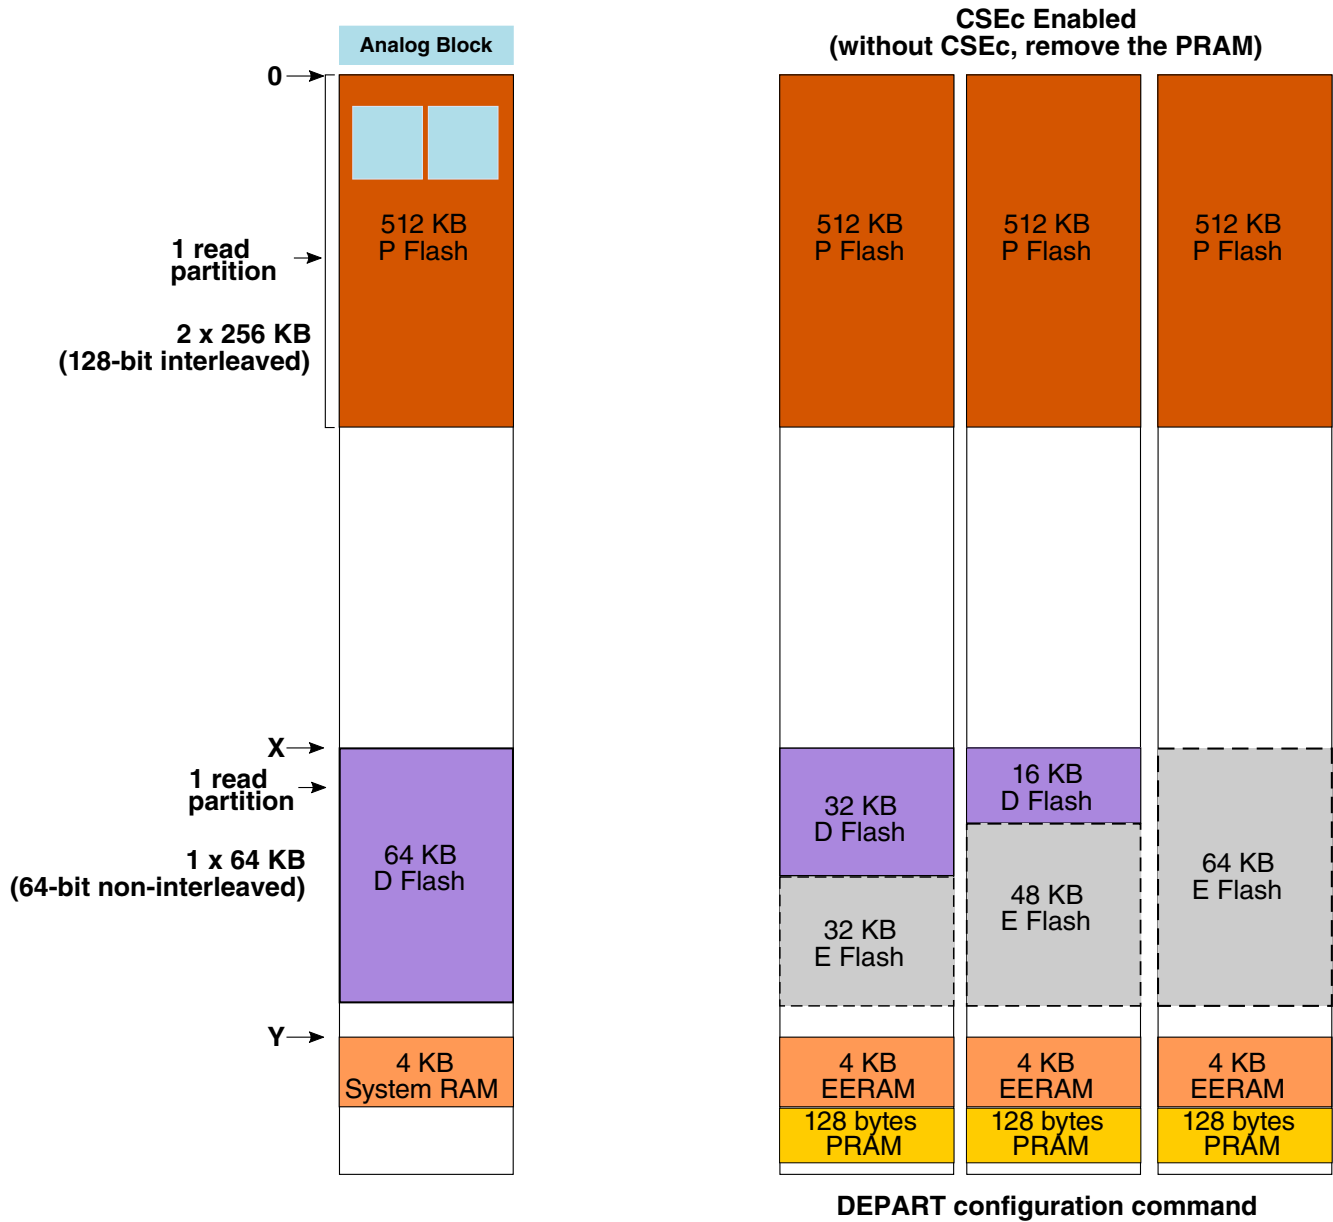 Analog Block
CSEc Enabled
(without CSEc, remove the PRAM)
0
512 KB
P Flash
1 read
partition
2 x 256 KB
(128-bit interleaved)
512 KB
P Flash
512 KB
P Flash
512 KB
P Flash
X
1 read
partition
1 x 64 KB
(64-bit non-interleaved)
64 KB
D Flash
32 KB
D Flash
32 KB
E Flash
16 KB
D Flash
48 KB
E Flash
64 KB
E Flash
Y
4 KB
System RAM
4 KB
EERAM
128 bytes
PRAM
4 KB
EERAM
128 bytes
PRAM
4 KB
EERAM
128 bytes
PRAM
DEPART configuration command